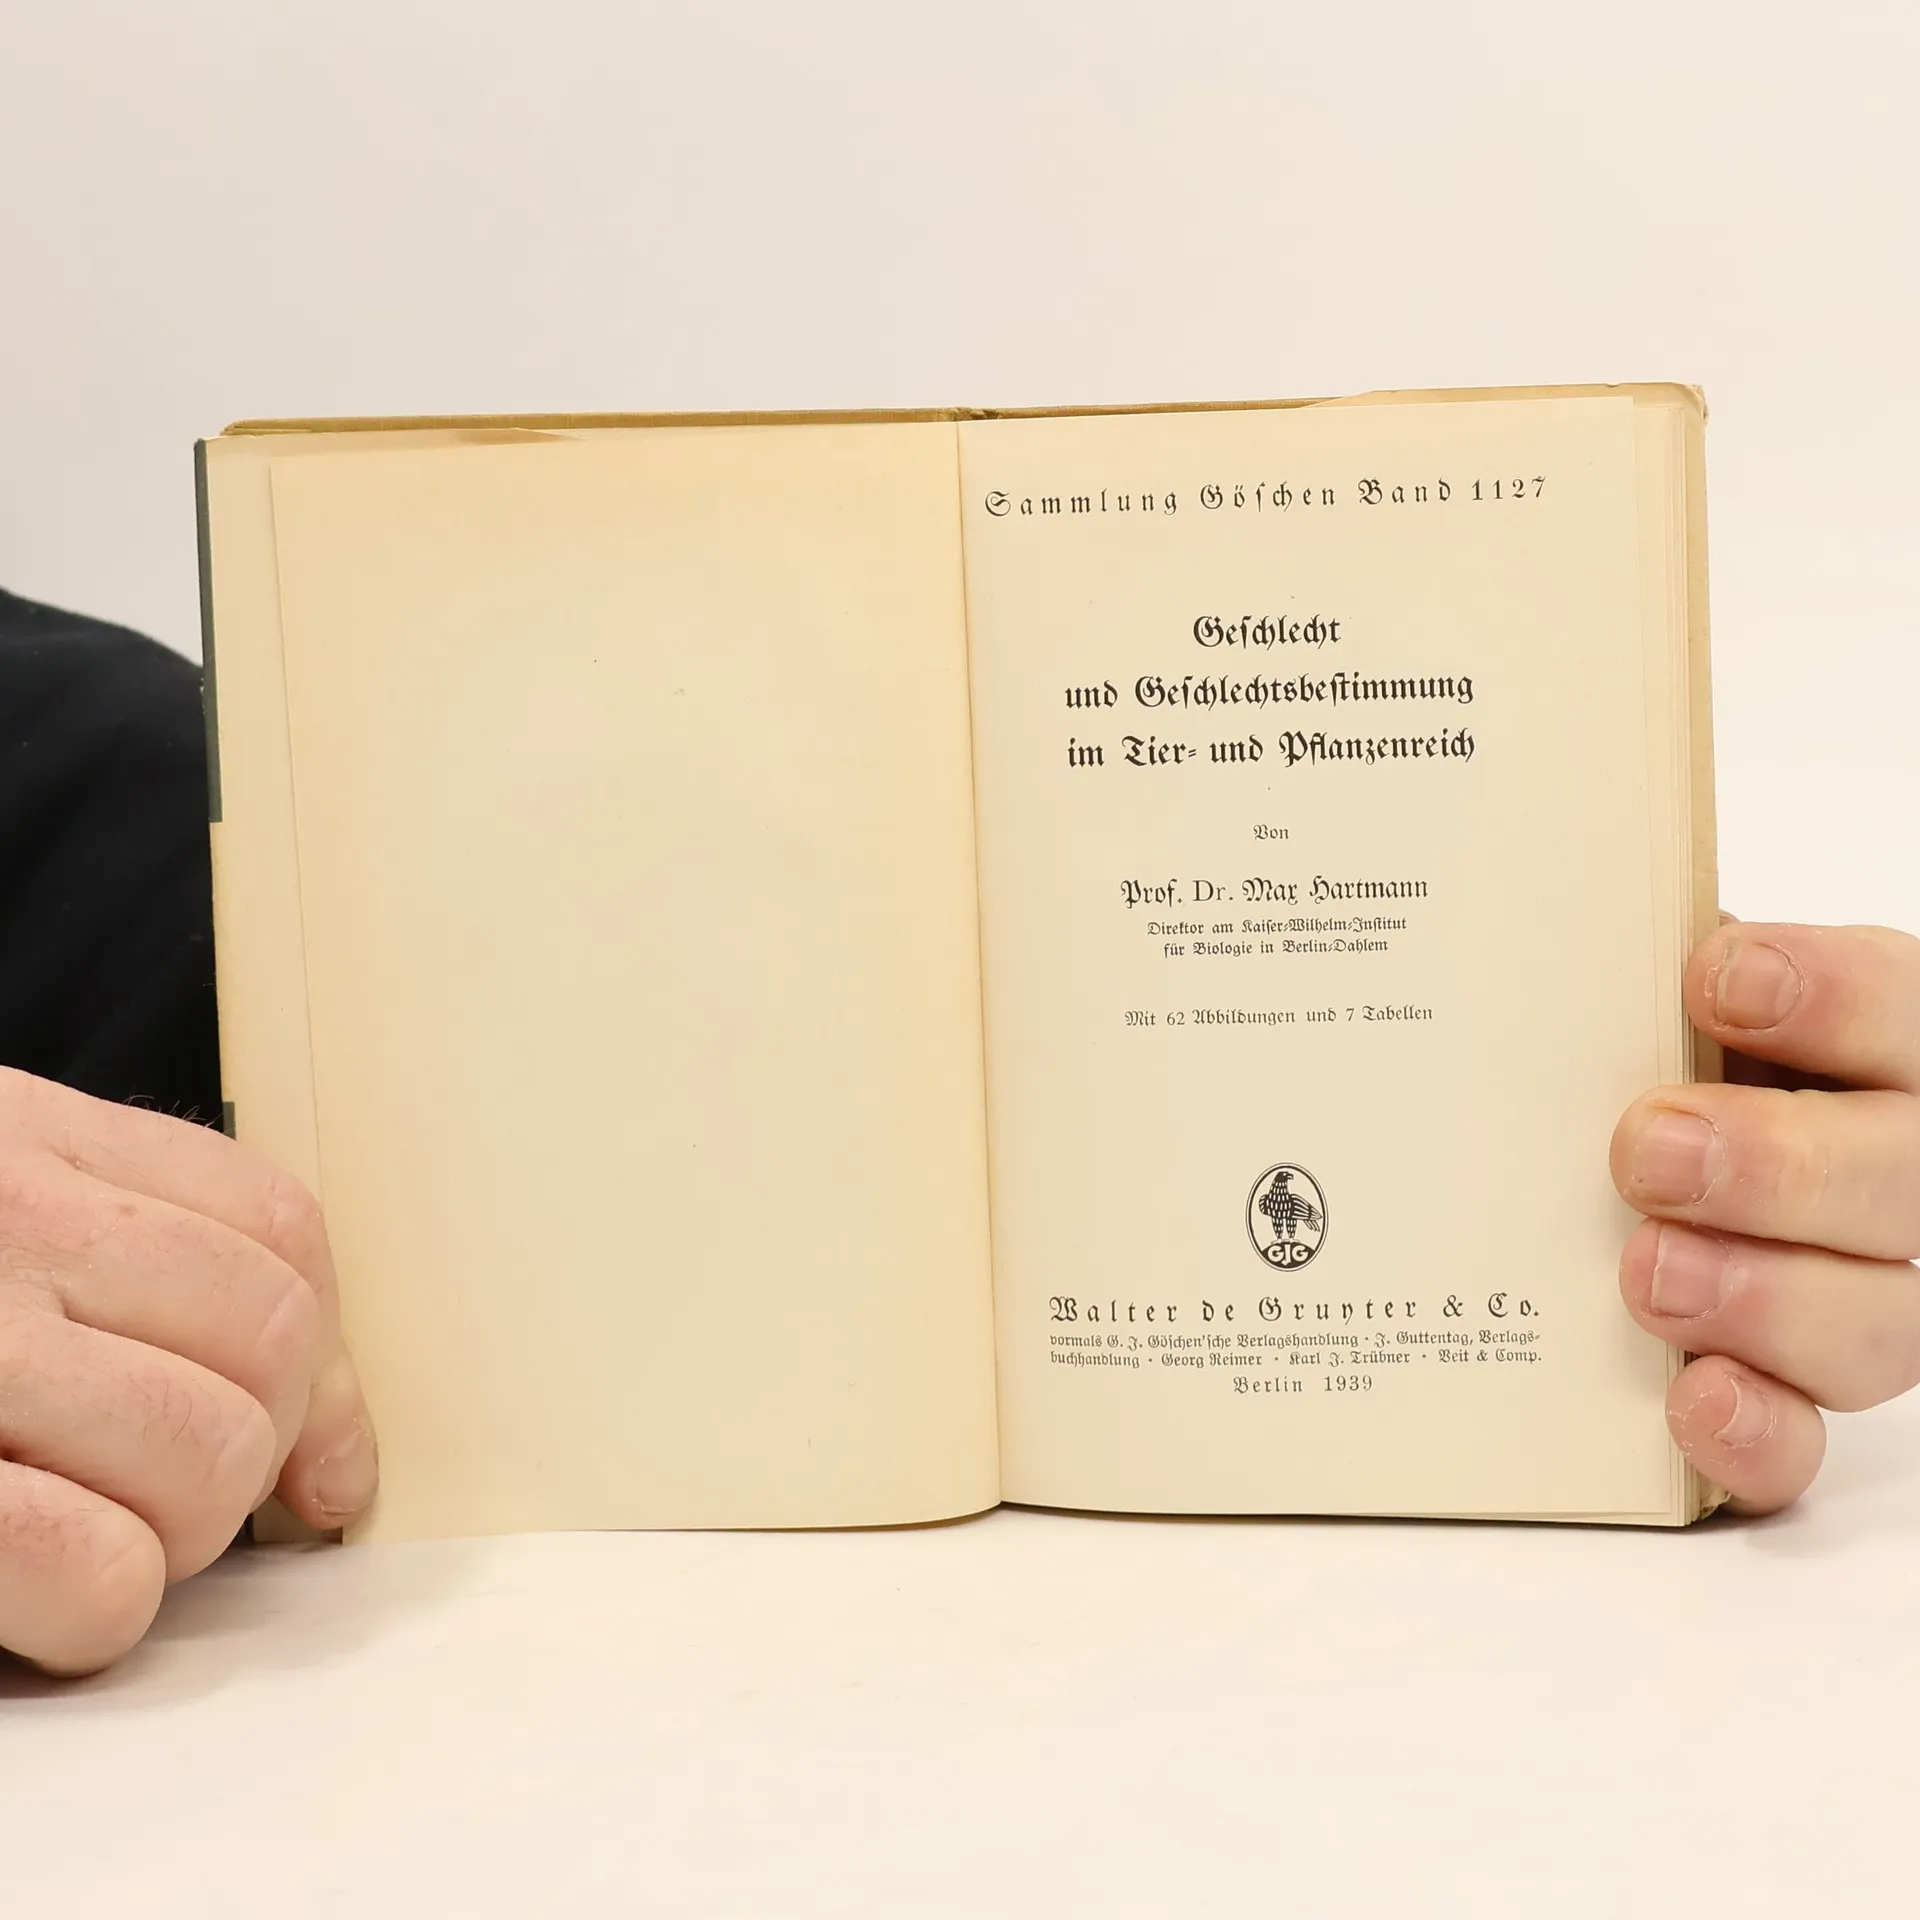 Sammlung Göschen Band 1127
Geschlecht
und Geschlechtsbestimmung
im Tier- und Pflanzenreich
Von
Prof. Dr. Max Hartmann
Direktor am Kaiser-Wilhelm-Institut
für Biologie in Berlin-Dahlem
Mit 62 Abbildungen und 7 Tabellen
GJG
Walter de Gruyter & Co.
vormals G. J. Göschen'sche Verlagshandlung · J. Guttentag, Verlags-
buchhandlung · Georg Reimer · Karl J. Trübner · Veit & Comp.
Berlin 1939